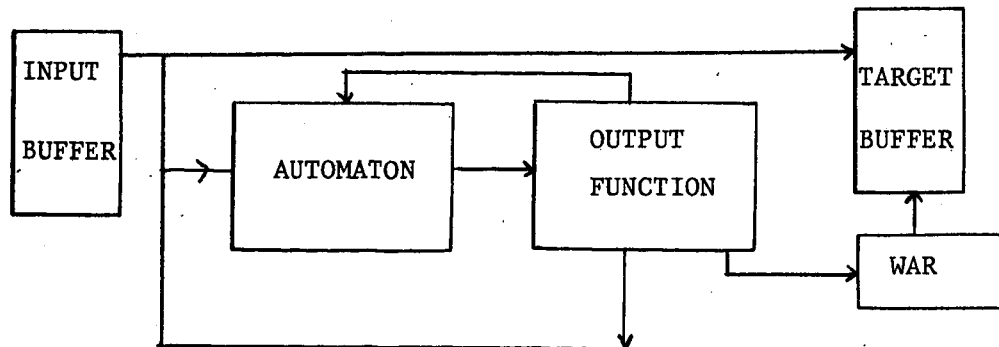 INPUT
BUFFER
AUTOMATON
OUTPUT
FUNCTION
TARGET
BUFFER
WAR